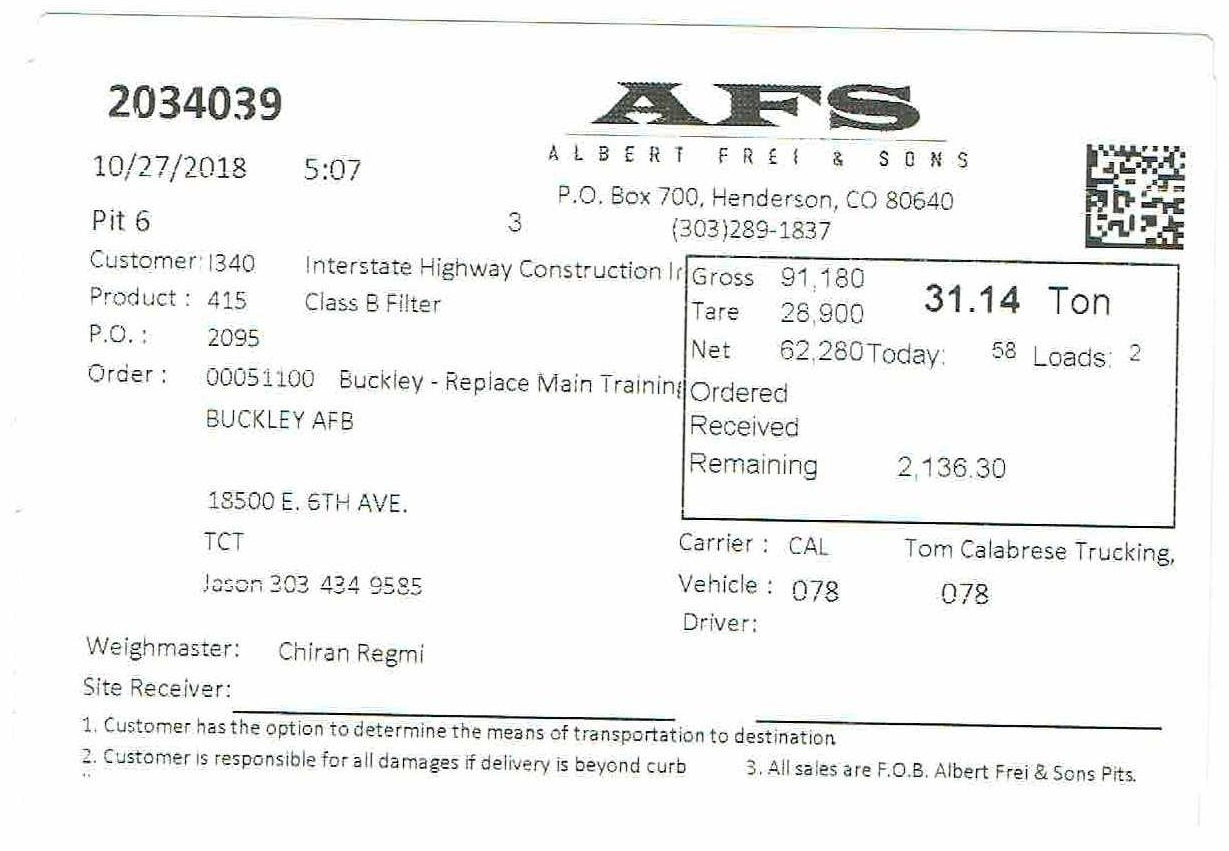 2034039
AFS
ALBERT FREI & SONS
10/27/2018 5:07
P.O. Box 700, Henderson, CO 80640
Pit 6 3 (303)289-1837
Customer: I340 Interstate Highway Construction In
Product : 415 Class B Filter
P.O. : 2095
Order : 00051100 Buckley - Replace Main Training
BUCKLEY AFB
18500 E. 6TH AVE.
TCT
Jason 303 434 9585
Gross 91,180 31.14 Ton
Tare 28,900
Net 62,280 Today: 58 Loads: 2
Ordered
Received
Remaining 2,136.30
Carrier : CAL Tom Calabrese Trucking,
Vehicle : 078 078
Driver:
Weighmaster: Chiran Regmi
Site Receiver:
1. Customer has the option to determine the means of transportation to destination
2. Customer is responsible for all damages if delivery is beyond curb 3. All sales are F.O.B. Albert Frei & Sons Pits.